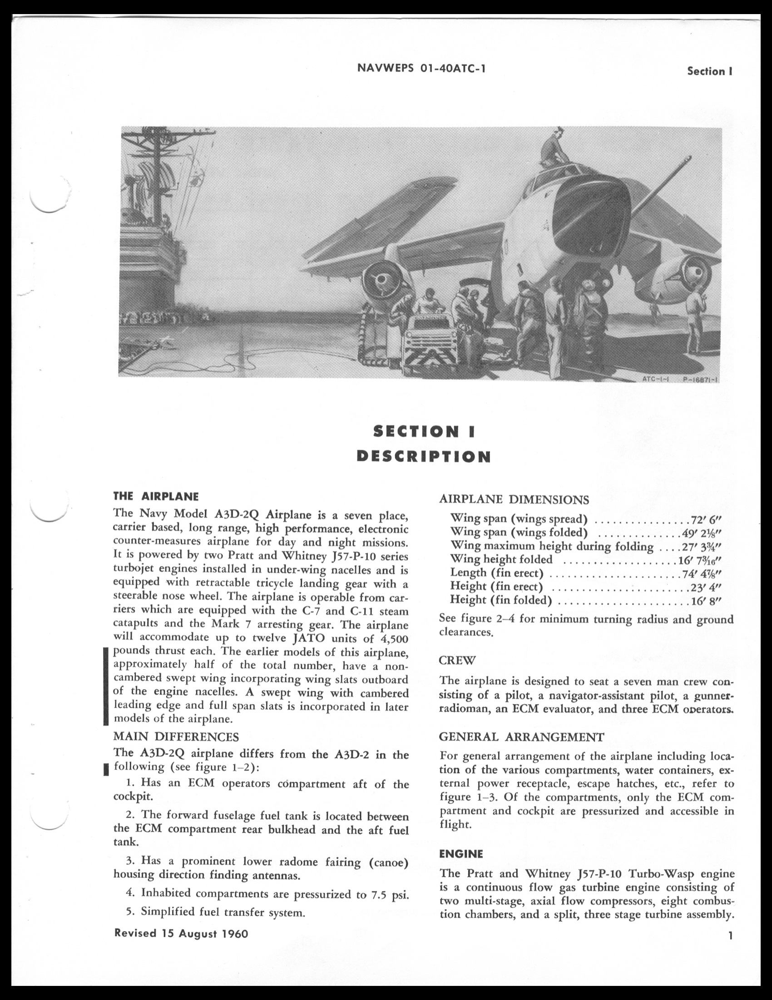 NAVWEPS 01-40ATC-1
Section I
ATC-1-1 P-16871-1
SECTION I
DESCRIPTION
THE AIRPLANE
The Navy Model A3D-2Q Airplane is a seven place,
carrier based, long range, high performance, electronic
counter-measures airplane for day and night missions.
It is powered by two Pratt and Whitney J57-P-10 series
turbojet engines installed in under-wing nacelles and is
equipped with retractable tricycle landing gear with a
steerable nose wheel. The airplane is operable from car-
riers which are equipped with the C-7 and C-11 steam
catapults and the Mark 7 arresting gear. The airplane
will accommodate up to twelve JATO units of 4,500
pounds thrust each. The earlier models of this airplane,
approximately half of the total number, have a non-
cambered swept wing incorporating wing slats outboard
of the engine nacelles. A swept wing with cambered
leading edge and full span slats is incorporated in later
models of the airplane.
MAIN DIFFERENCES
The A3D-2Q airplane differs from the A3D-2 in the
following (see figure 1–2):
1. Has an ECM operators compartment aft of the
cockpit.
2. The forward fuselage fuel tank is located between
the ECM compartment rear bulkhead and the aft fuel
tank.
3. Has a prominent lower radome fairing (canoe)
housing direction finding antennas.
4. Inhabited compartments are pressurized to 7.5 psi.
5. Simplified fuel transfer system.
AIRPLANE DIMENSIONS
Wing span (wings spread) ................72′ 6″
Wing span (wings folded) ..............49′ 2⅛″
Wing maximum height during folding ....27′ 3¾″
Wing height folded ...................16′ 73/16″
Length (fin erect) ......................74′ 4⅞″
Height (fin erect) .......................23′ 4″
Height (fin folded) ......................16′ 8″
See figure 2–4 for minimum turning radius and ground
clearances.
CREW
The airplane is designed to seat a seven man crew con-
sisting of a pilot, a navigator-assistant pilot, a gunner-
radioman, an ECM evaluator, and three ECM operators.
GENERAL ARRANGEMENT
For general arrangement of the airplane including loca-
tion of the various compartments, water containers, ex-
ternal power receptacle, escape hatches, etc., refer to
figure 1–3. Of the compartments, only the ECM com-
partment and cockpit are pressurized and accessible in
flight.
ENGINE
The Pratt and Whitney J57-P-10 Turbo-Wasp engine
is a continuous flow gas turbine engine consisting of
two multi-stage, axial flow compressors, eight combus-
tion chambers, and a split, three stage turbine assembly.
Revised 15 August 1960
1